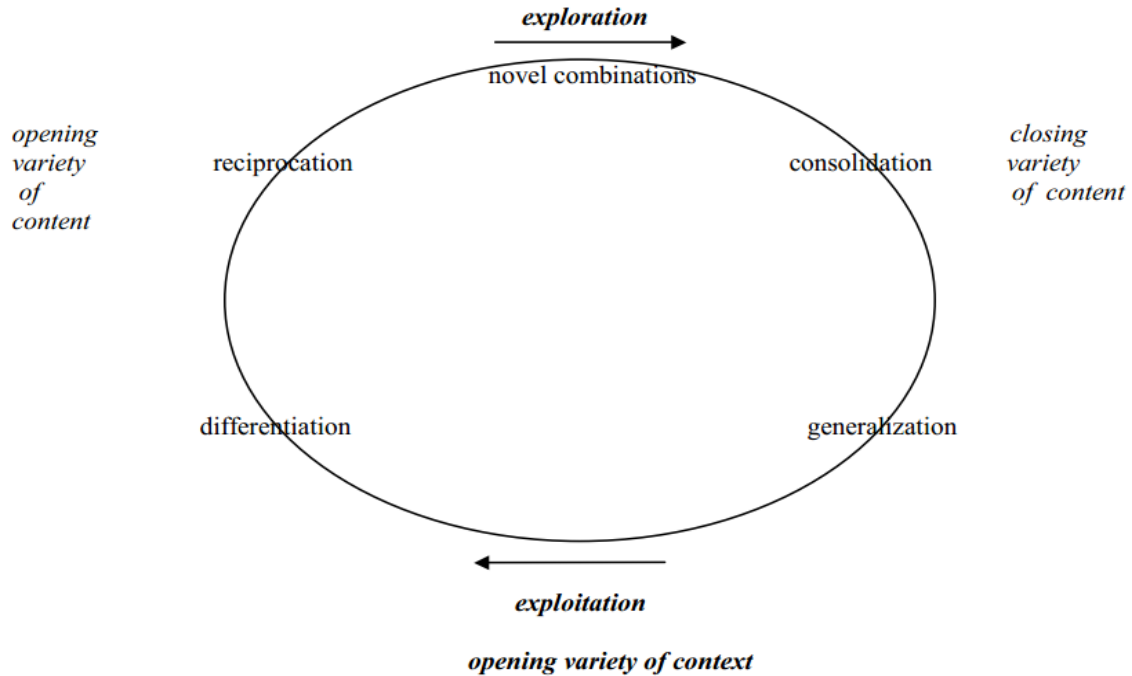 exploration
novel combinations
opening
variety
of
content
reciprocation
consolidation
closing
variety
of content
differentiation
generalization
exploitation
opening variety of context